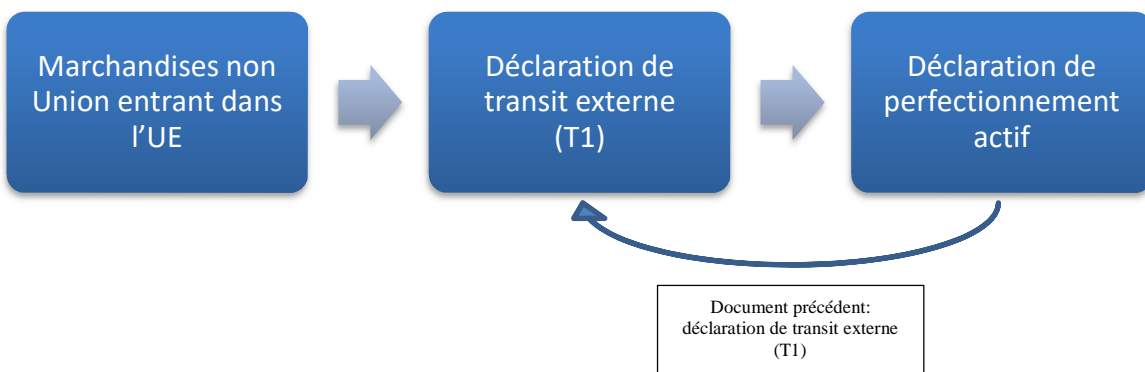 Marchandises non
Union entrant dans
l’UE
Déclaration de
transit externe
(T1)
Déclaration de
perfectionnement
actif
Document précédent:
déclaration de transit externe
(T1)